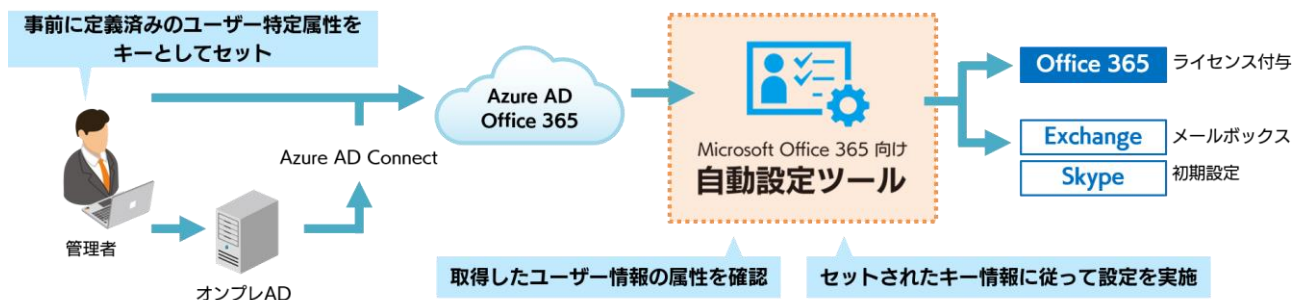 事前に定義済みのユーザー特定属性を
キーとしてセット
管理者
オンプレAD
Azure AD Connect
Azure AD
Office 365
Microsoft Office 365 向け
自動設定ツール
Office 365
ライセンス付与
Exchange
メールボックス
Skype
初期設定
取得したユーザー情報の属性を確認
セットされたキー情報に従って設定を実施